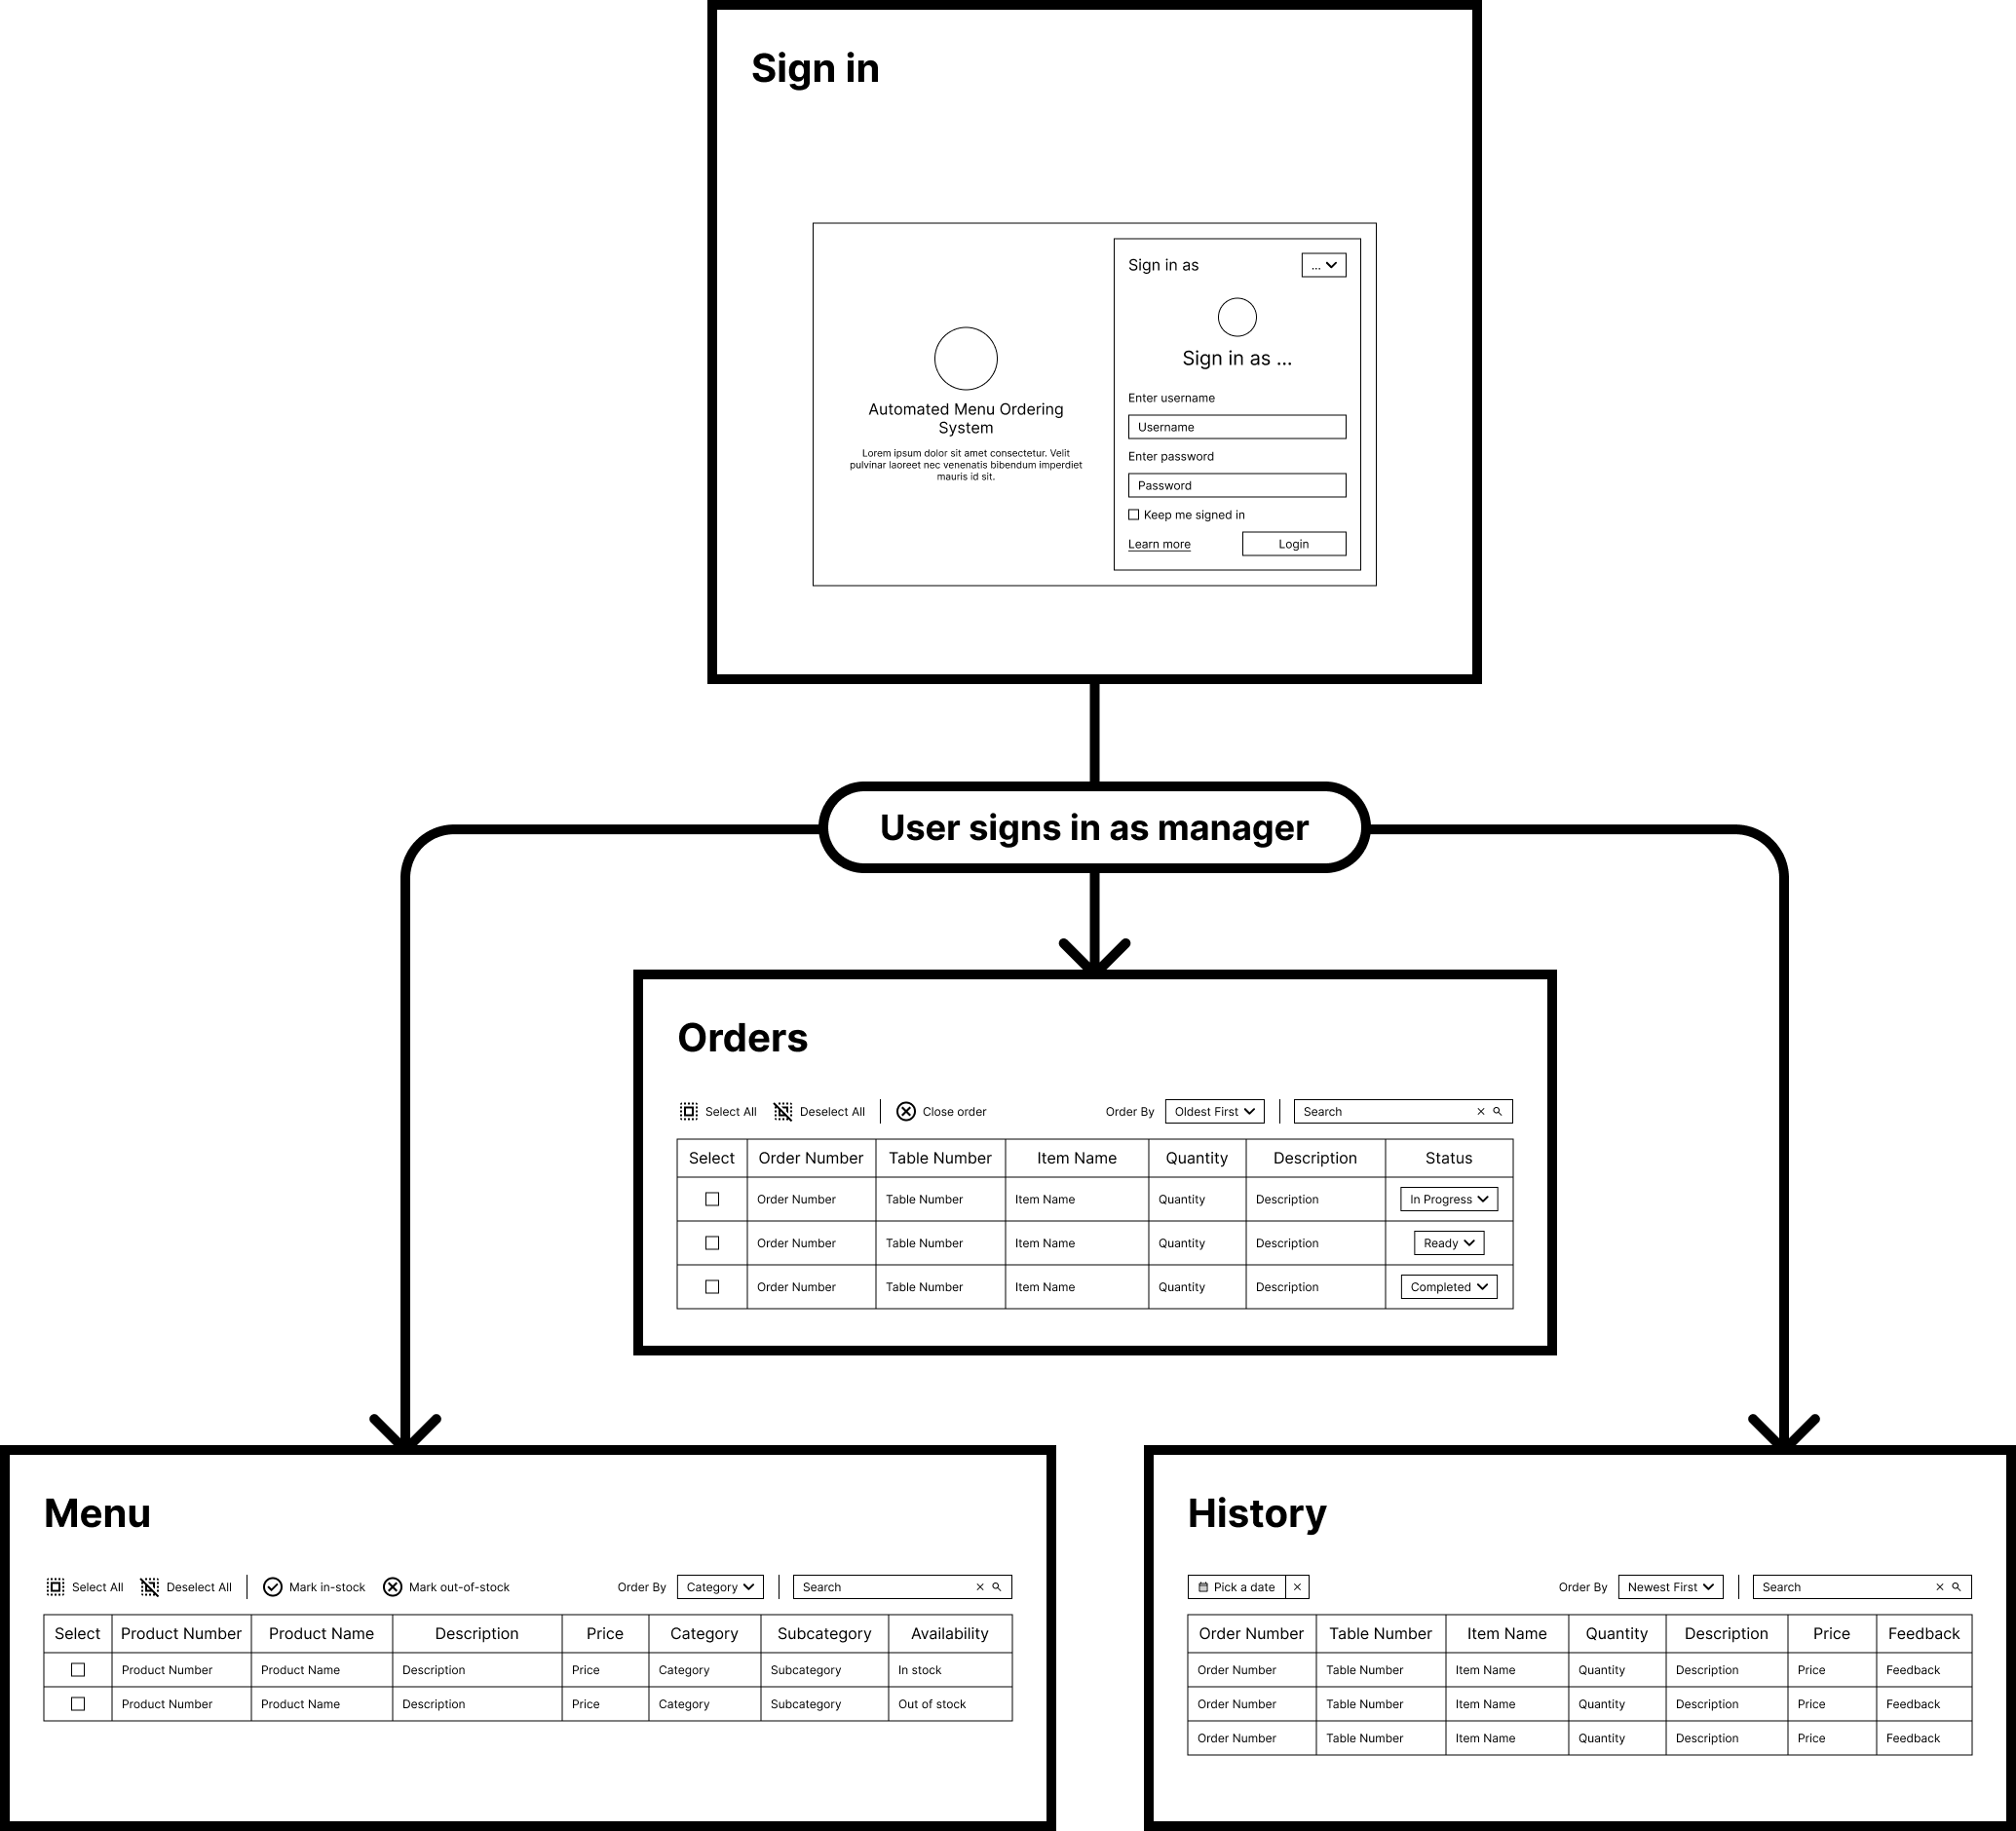 Sign in
Automated Menu Ordering
System
Lorem ipsum dolor sit amet consectetur. Velit
pulvinar laoreet nec venenatis bibendum imperdiet
mauris id sit.
Sign in as ...
Sign in as ...
Enter username
Username
Enter password
Password
Keep me signed in
Learn more Login
User signs in as manager
Orders
Select All Deselect All Close order Order By Oldest First Search
Select Order Number Table Number Item Name Quantity Description Status
Order Number Table Number Item Name Quantity Description In Progress
Order Number Table Number Item Name Quantity Description Ready
Order Number Table Number Item Name Quantity Description Completed
Menu
Select All Deselect All Mark in-stock Mark out-of-stock Order By Category Search
Select Product Number Product Name Description Price Category Subcategory Availability
Product Number Product Name Description Price Category Subcategory In stock
Product Number Product Name Description Price Category Subcategory Out of stock
History
Pick a date Order By Newest First Search
Order Number Table Number Item Name Quantity Description Price Feedback
Order Number Table Number Item Name Quantity Description Price Feedback
Order Number Table Number Item Name Quantity Description Price Feedback
Order Number Table Number Item Name Quantity Description Price Feedback